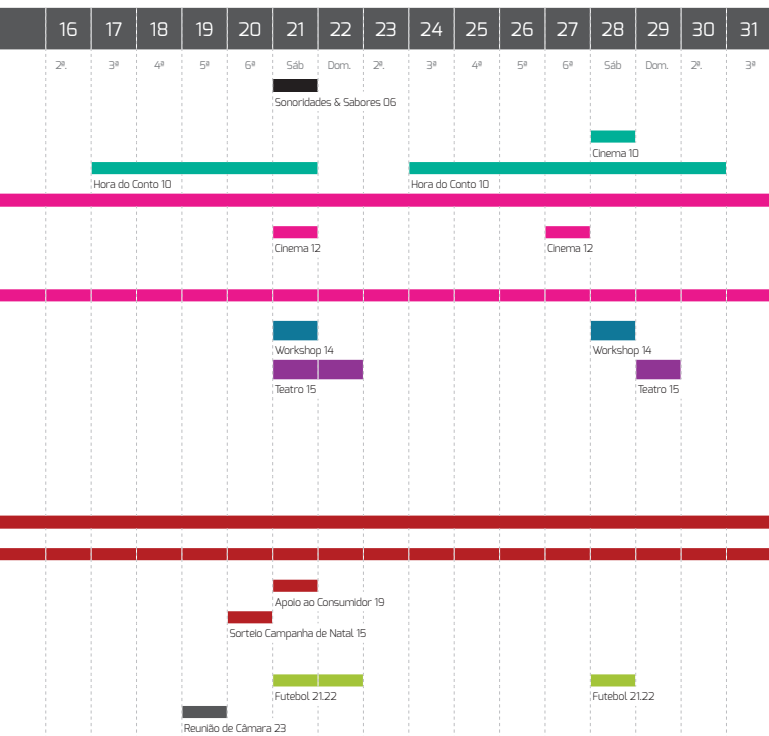 16 17 18 19 20 21 22 23 24 25 26 27 28 29 30 31
2ª. 3ª 4ª 5ª 6ª Sáb Dom. 2ª. 3ª 4ª 5ª 6ª Sáb Dom. 2ª. 3ª
Sonoridades & Sabores 06
Cinema 10
Hora do Conto 10 Hora do Conto 10
Cinema 12 Cinema 12
Workshop 14 Workshop 14
Teatro 15 Teatro 15
Apoio ao Consumidor 19
Sorteio Campanha de Natal 15
Futebol 21.22 Futebol 21.22
Reunião de Câmara 23